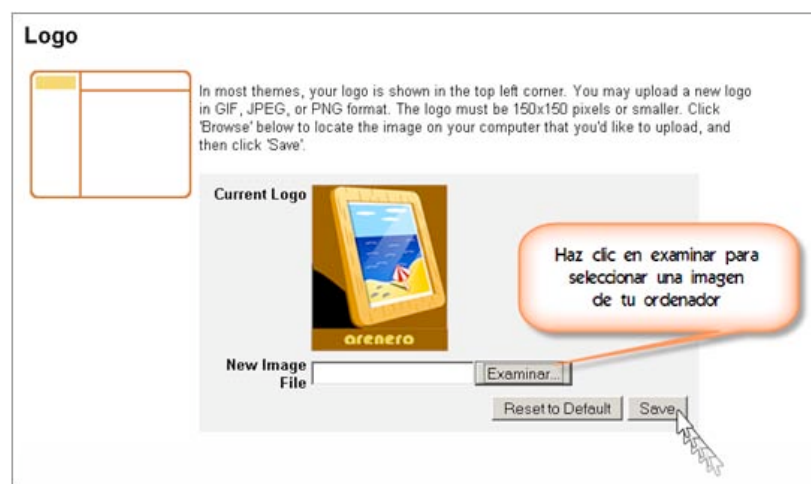 Logo
In most themes, your logo is shown in the top left corner. You may upload a new logo
in GIF, JPEG, or PNG format. The logo must be 150x150 pixels or smaller. Click
'Browse' below to locate the image on your computer that you'd like to upload, and
then click 'Save'.
Current Logo
arenero
Haz clic en examinar para
seleccionar una imagen
de tu ordenador
New Image
File
Examinar...
Reset to Default
Save